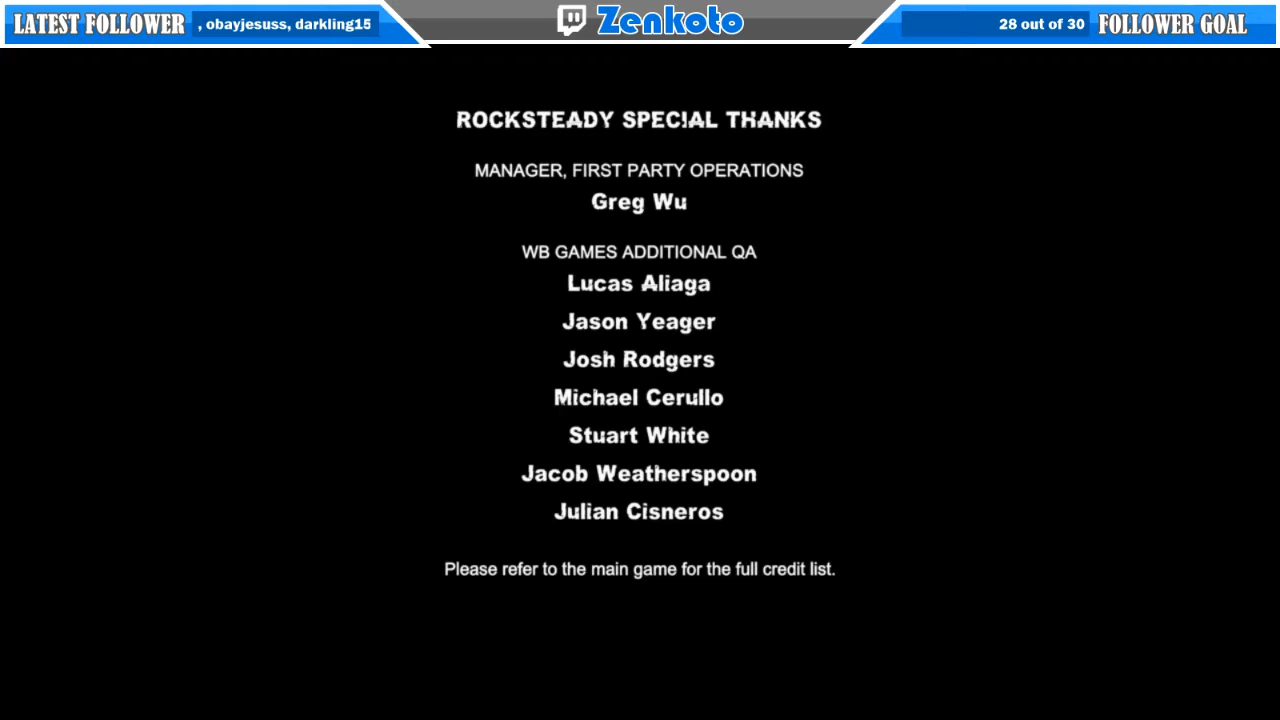 LATEST FOLLOWER , obayjesuss, darkling15 Zenkoto 28 out of 30 FOLLOWER GOAL
ROCKSTEADY SPECIAL THANKS
MANAGER, FIRST PARTY OPERATIONS
Greg Wu
WB GAMES ADDITIONAL QA
Lucas Aliaga
Jason Yeager
Josh Rodgers
Michael Cerullo
Stuart White
Jacob Weatherspoon
Julian Cisneros
Please refer to the main game for the full credit list.